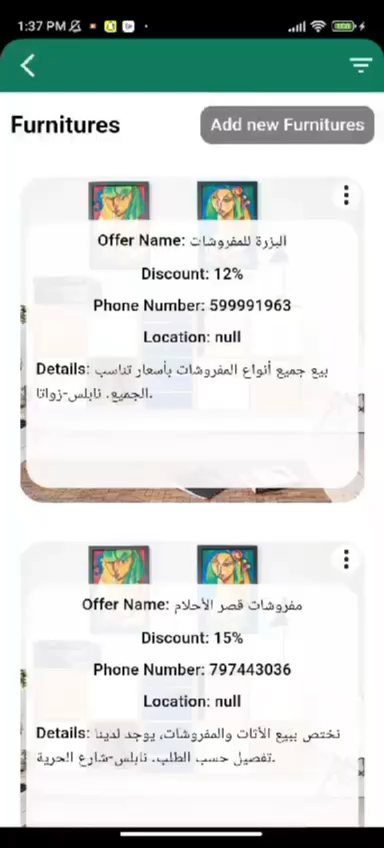 1:37 PM
Furnitures
Add new Furnitures
Offer Name: البزرة للمفروشات
Discount: 12%
Phone Number: 599991963
Location: null
Details: بيع جميع أنواع المفروشات بأسعار تناسب
الجميع. نابلس-زواتا.
Offer Name: مفروشات قصر الأحلام
Discount: 15%
Phone Number: 797443036
Location: null
Details: نختص ببيع الأثاث والمفروشات، يوجد لدينا
تفصيل حسب الطلب. نابلس-شارع الحرية.